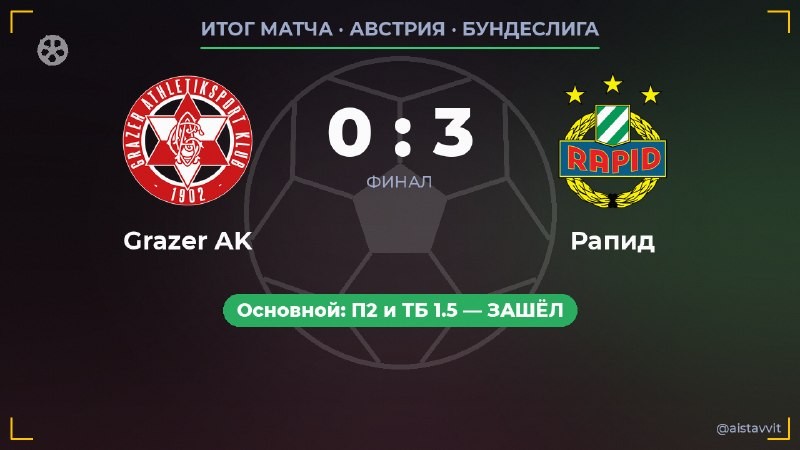 ИТОГ МАТЧА · АВСТРИЯ · БУНДЕСЛИГА
GRAZER ATHLETIKSPORT KLUB
- 1902 -
0 : 3
ФИНАЛ
RAPID
Grazer AK
Рапид
Основной: П2 и ТБ 1.5 — ЗАШЁЛ
@aistavvit